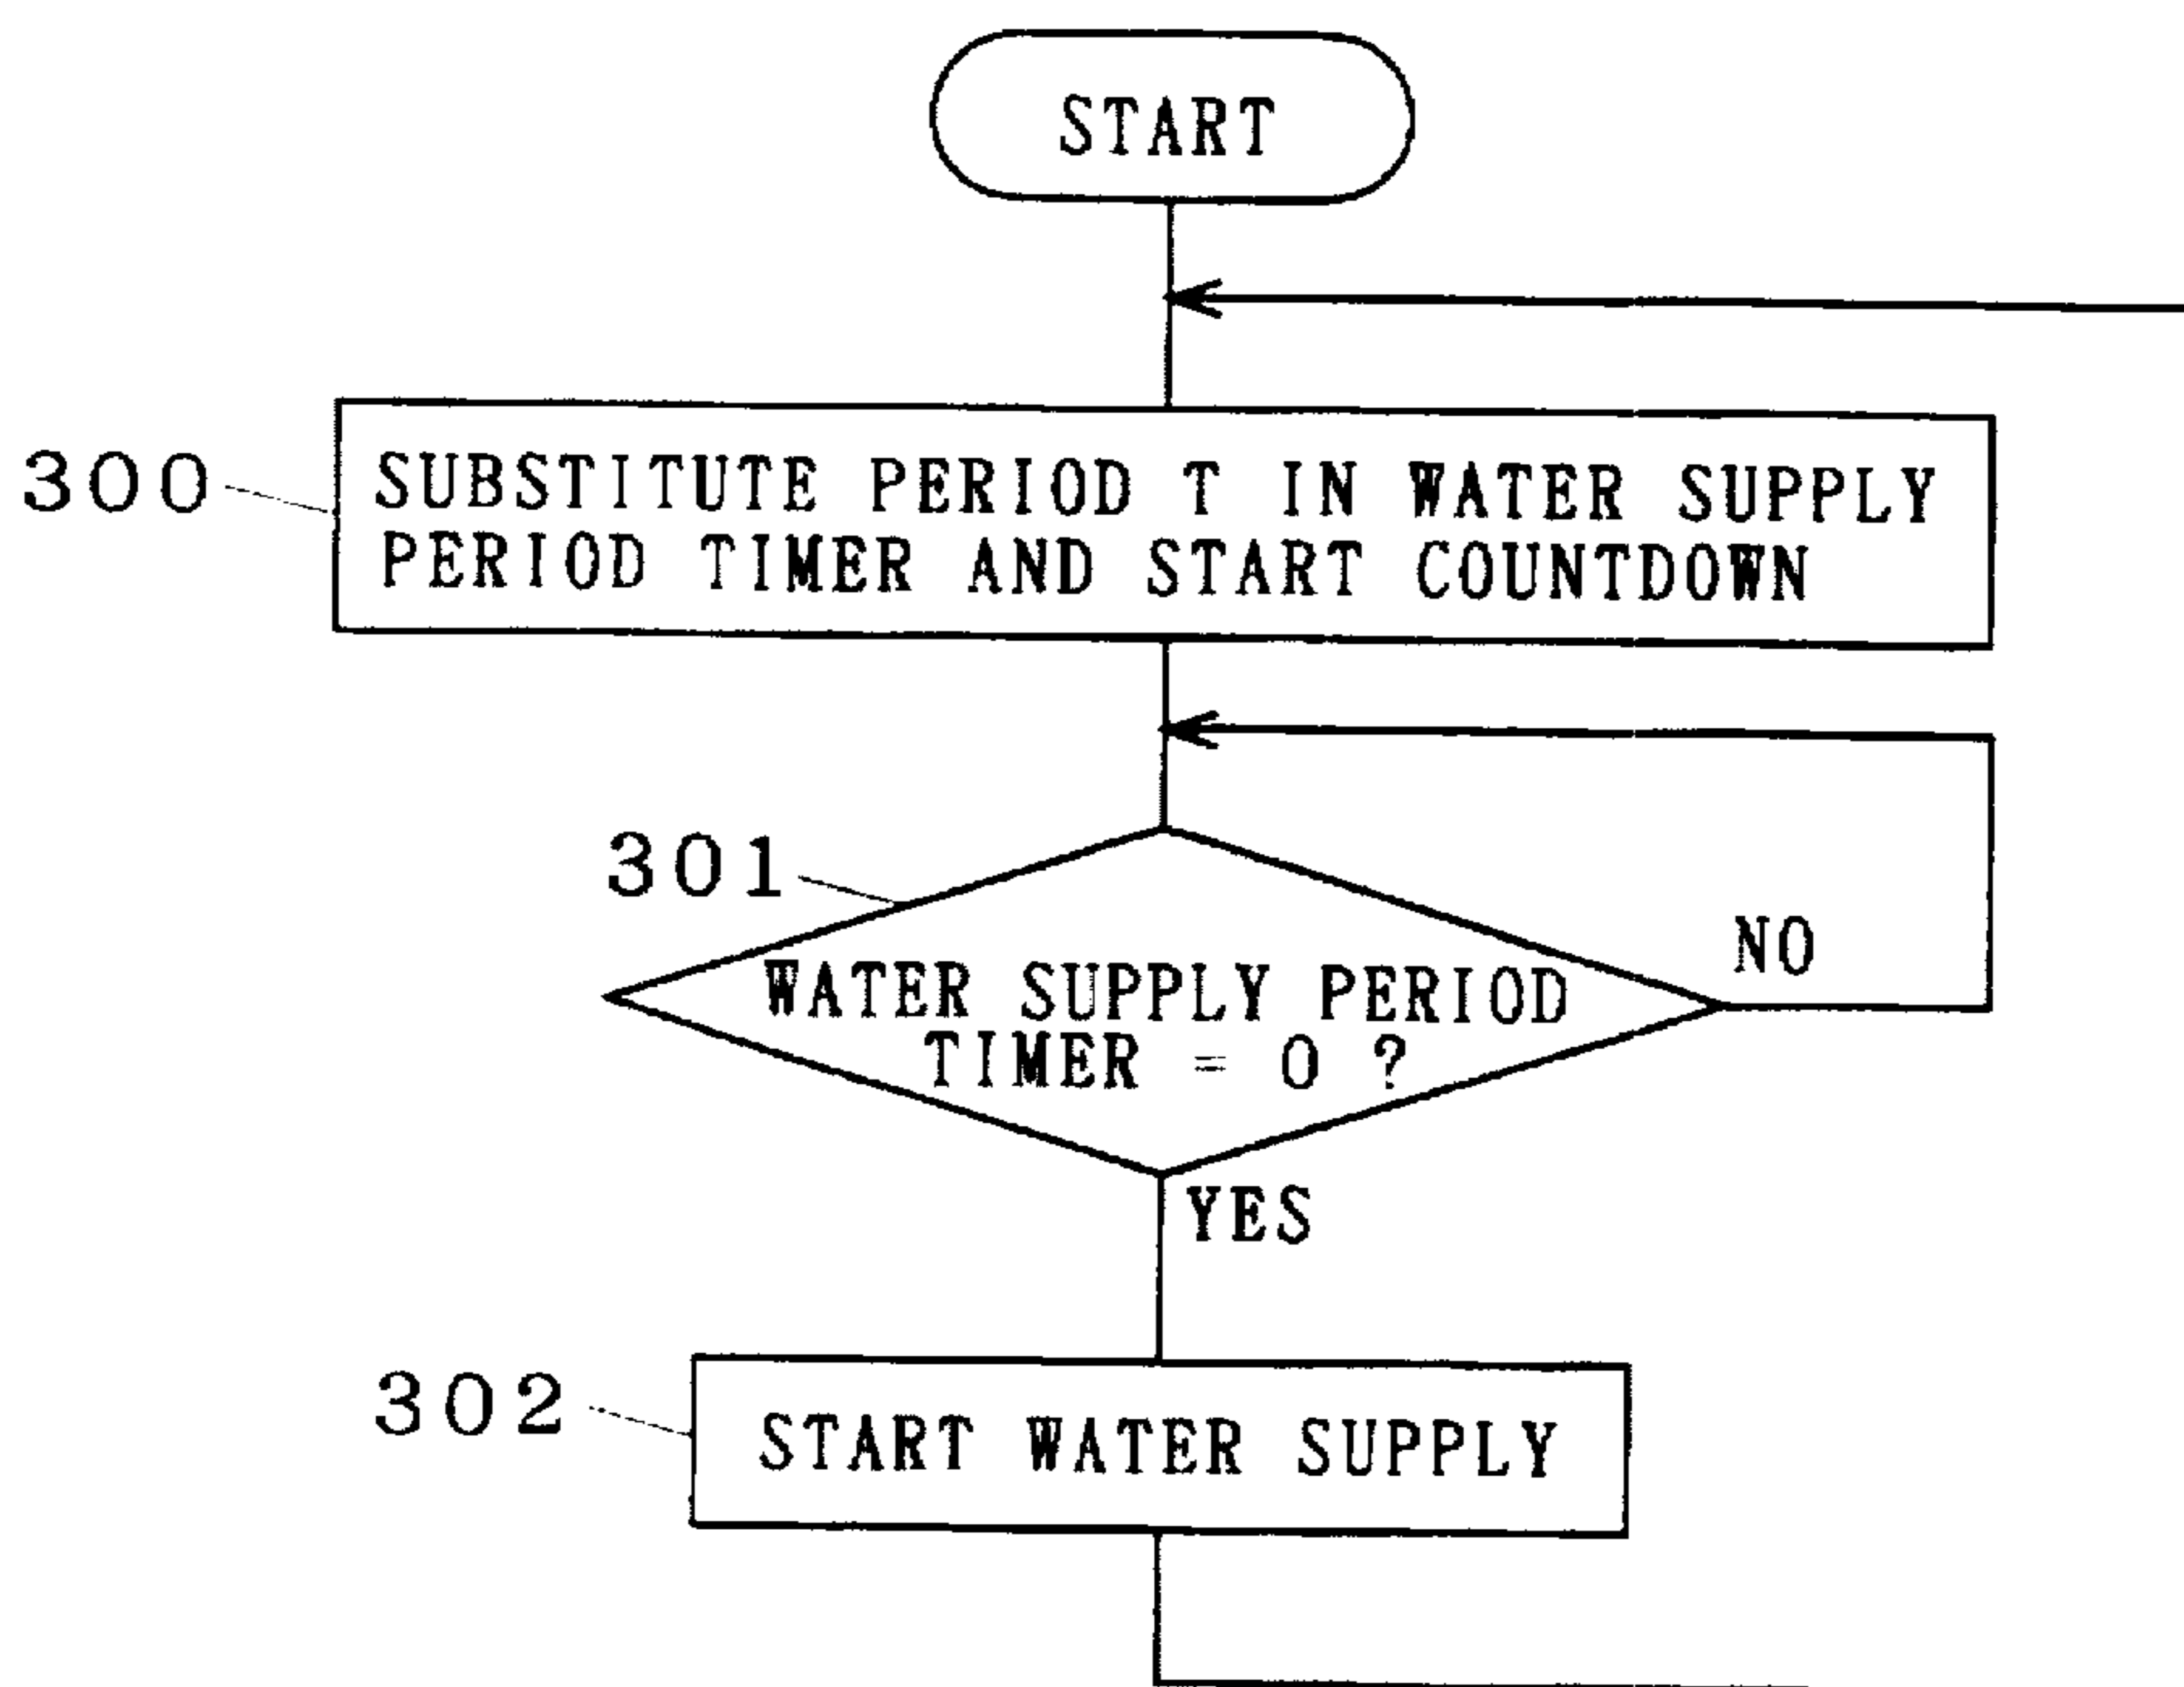 START
300
SUBSTITUTE PERIOD T IN WATER SUPPLY
PERIOD TIMER AND START COUNTDOWN
301
NO
WATER SUPPLY PERIOD
TIMER = 0 ?
YES
302
START WATER SUPPLY